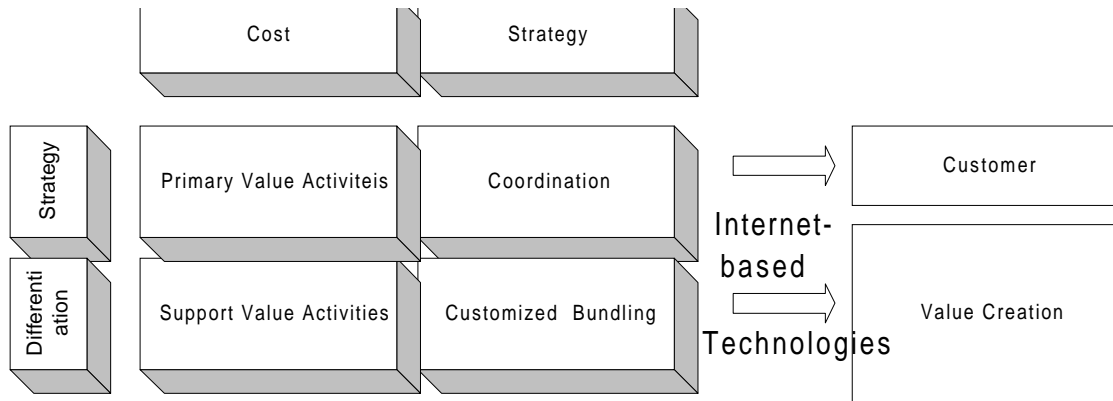 Cost
Strategy
Strategy
Primary Value Activiteis
Coordination
Customer
Internet-
based
Technologies
Differenti
ation
Support Value Activities
Customized Bundling
Value Creation